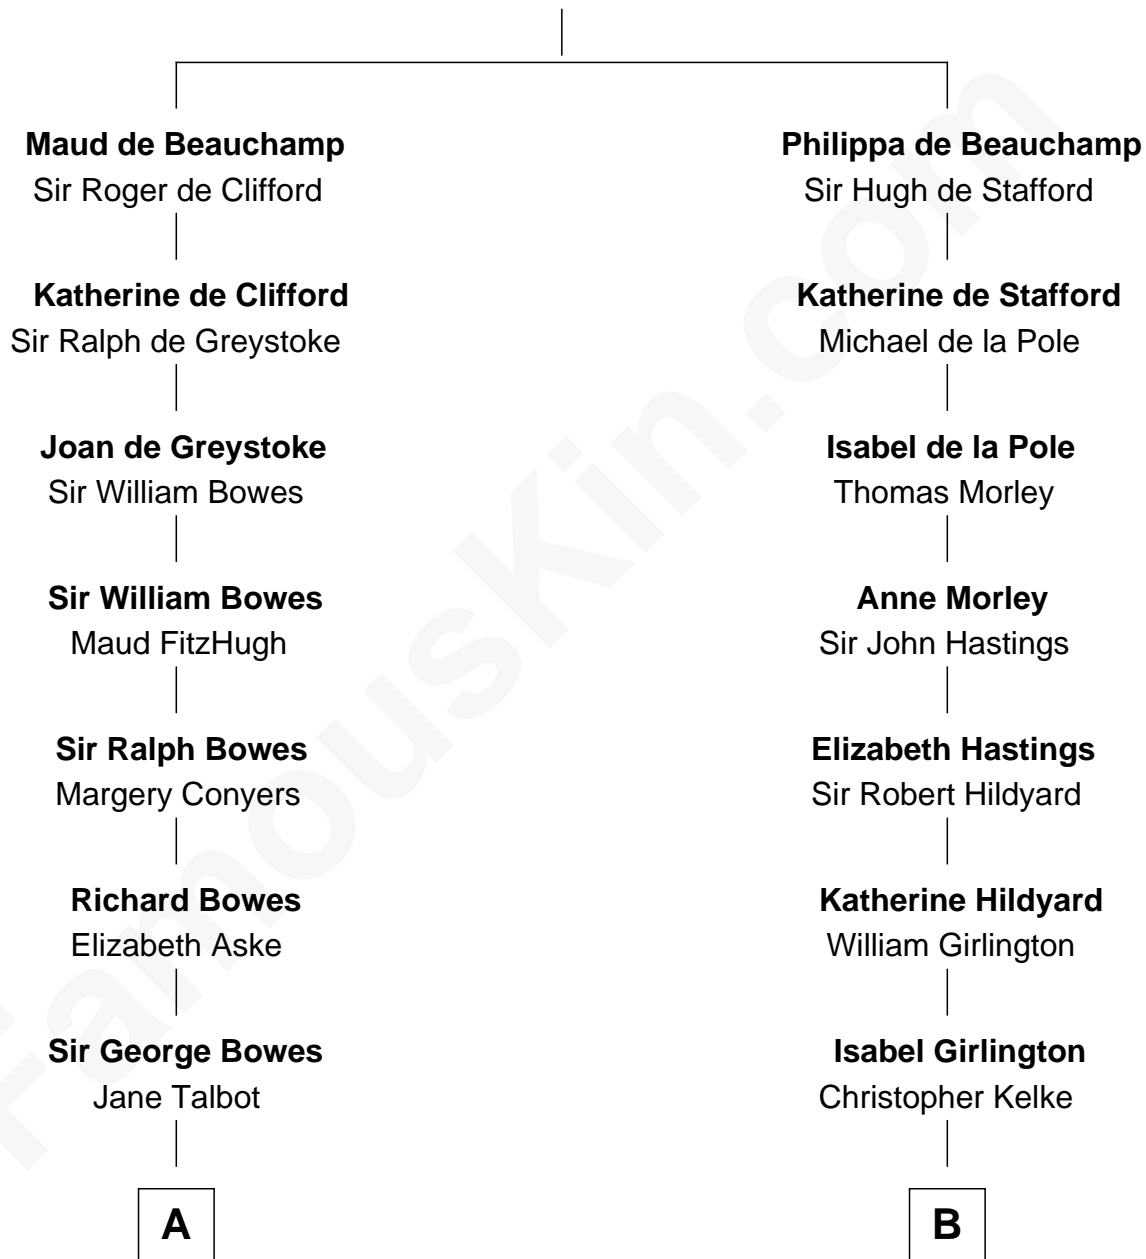 Maud de Beauchamp
Sir Roger de Clifford
Katherine de Clifford
Sir Ralph de Greystoke
Joan de Greystoke
Sir William Bowes
Sir William Bowes
Maud FitzHugh
Sir Ralph Bowes
Margery Conyers
Richard Bowes
Elizabeth Aske
Sir George Bowes
Jane Talbot
A
Philippa de Beauchamp
Sir Hugh de Stafford
Katherine de Stafford
Michael de la Pole
Isabel de la Pole
Thomas Morley
Anne Morley
Sir John Hastings
Elizabeth Hastings
Sir Robert Hildyard
Katherine Hildyard
William Girlington
Isabel Girlington
Christopher Kelke
B
FamousKin.com